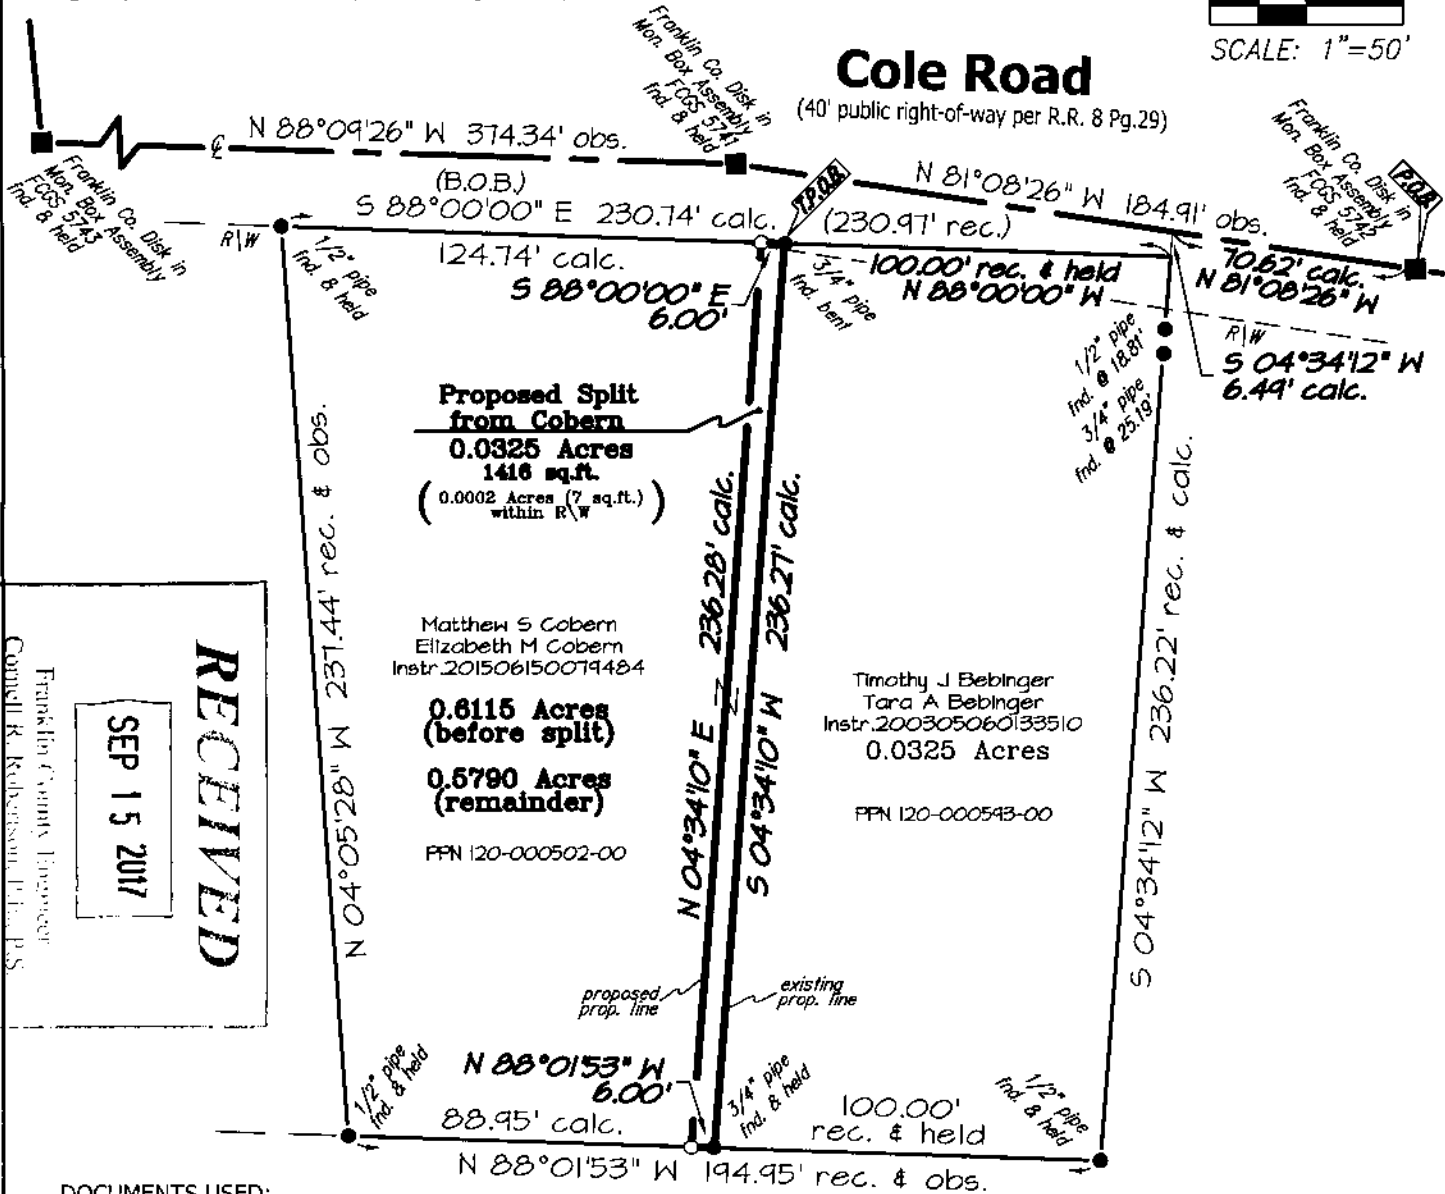 SCALE: 1"=50'
Cole Road
(40' public right-of-way per R.R. 8 Pg.29)
Franklin Co. Disk in
Mon. Box Assembly
FCGS 5741
fnd. & held
Franklin Co. Disk in
Mon. Box Assembly
FCGS 5742
fnd. & held
P.O.B.
Franklin Co. Disk in
Mon. Box Assembly
FCGS 5743
fnd. & held
N 88°09'26" W 374.34' obs.
(B.O.B.)
T.P.O.B.
N 81°08'26" W 184.91' obs.
S 88°00'00" E 230.74' calc.
(230.97' rec.)
R\W
1/2" pipe
fnd. & held
124.74' calc.
S 88°00'00" E
6.00'
3/4" pipe
fnd. bent
100.00' rec. & held
N 88°00'00" W
70.62' calc.
N 81°08'26" W
R\W
S 04°34'12" W
6.49' calc.
1/2" pipe
fnd. @ 18.81'
3/4" pipe
fnd. @ 25.19'
Proposed Split
from Cobern
0.0325 Acres
1416 sq.ft.
(0.0002 Acres (7 sq.ft.)
within R\W)
N 04°05'28" W 237.44' rec. & obs.
N 04°34'10" E 236.28' calc.
S 04°34'10" W 236.27' calc.
S 04°34'12" W 236.22' rec. & calc.
Matthew S Cobern
Elizabeth M Cobern
Instr.201506150079484
0.6115 Acres
(before split)
0.5790 Acres
(remainder)
PPN 120-000502-00
Timothy J Bebinger
Tara A Bebinger
Instr.200305060133510
0.0325 Acres
PPN 120-000593-00
RECEIVED
SEP 15 2017
Franklin County Engineer
Cornell R. Robertson, P.E., P.S.
proposed
prop. line
existing
prop. line
1/2" pipe
fnd. & held
N 88°01'53" W
6.00'
3/4" pipe
fnd. & held
1/2" pipe
fnd. & held
88.95' calc.
100.00'
rec. & held
N 88°01'53" W 194.95' rec. & obs.
DOCUMENTS USED: